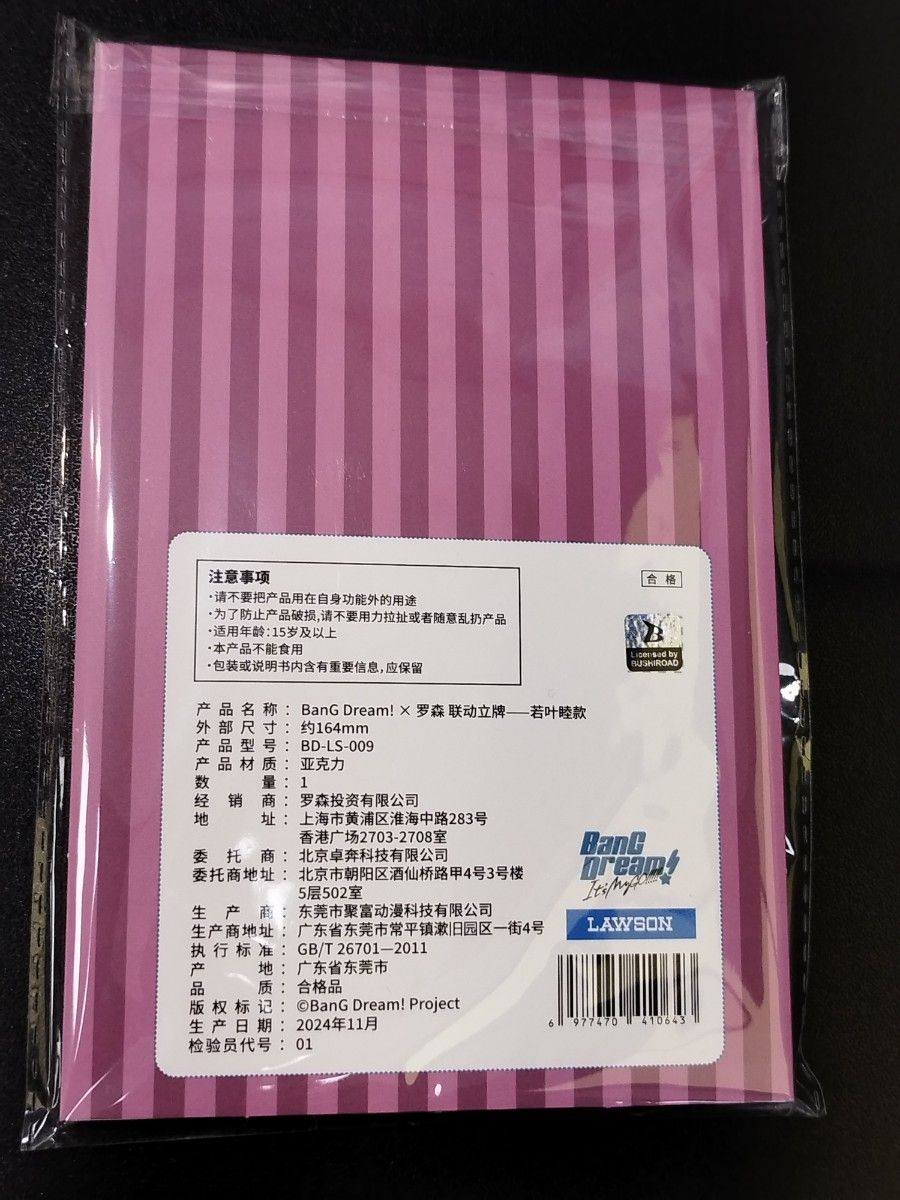 注意事项
·请不要把产品用在自身功能外的用途
·为了防止产品破损,请不要用力拉扯或者随意乱扔产品
·适用年龄:15岁及以上
·本产品不能食用
·包装或说明书内含有重要信息,应保留
合格
B
Licensed by
BUSHIROAD
产品名称：BanG Dream! × 罗森 联动立牌——若叶睦款
外部尺寸：约164mm
产品型号：BD-LS-009
产品材质：亚克力
数量：1
经销商：罗森投资有限公司
地址：上海市黄浦区淮海中路283号
香港广场2703-2708室
委托商：北京卓奔科技有限公司
委托商地址：北京市朝阳区酒仙桥路甲4号3号楼
5层502室
生产商：东莞市聚富动漫科技有限公司
生产商地址：广东省东莞市常平镇漱旧园区一街4号
执行标准：GB/T 26701—2011
产地：广东省东莞市
品质：合格品
版权标记：©BanG Dream! Project
生产日期：2024年11月
检验员代号：01
BanG
Dream!
It's MyGO!!!!!
LAWSON
6 977470 410643